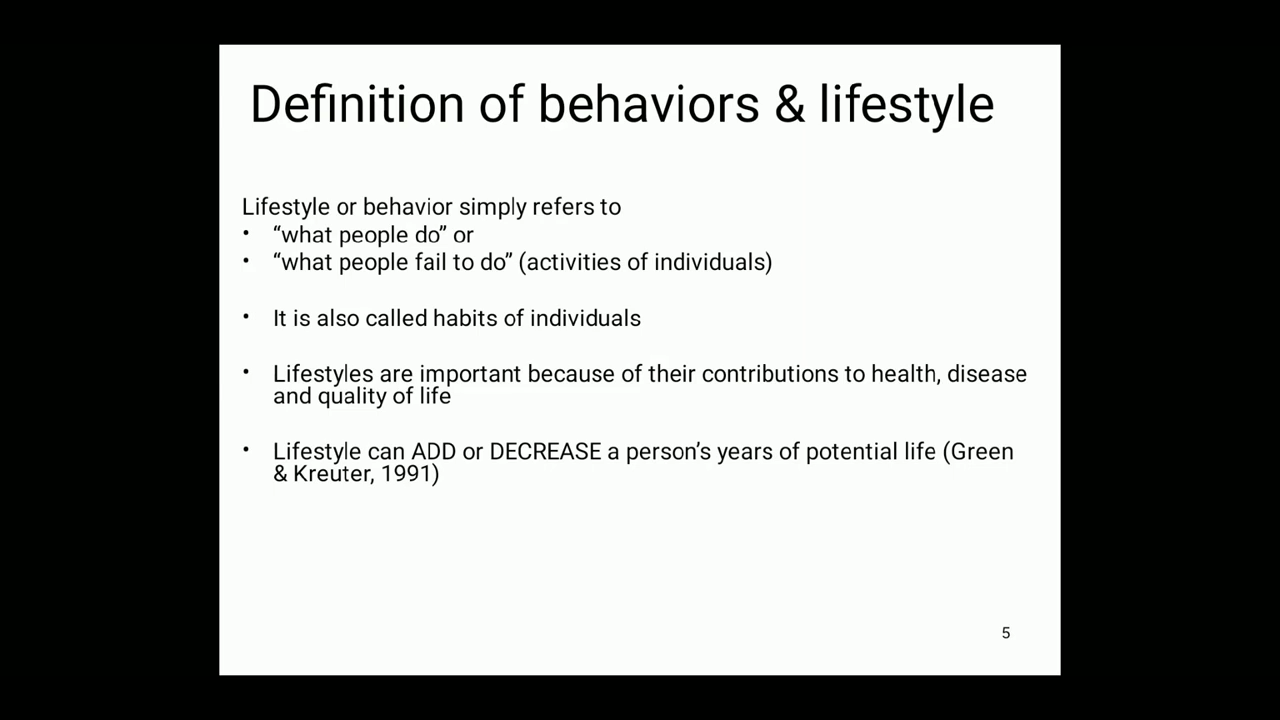 Definition of behaviors & lifestyle
Lifestyle or behavior simply refers to
• “what people do” or
• “what people fail to do” (activities of individuals)
• It is also called habits of individuals
• Lifestyles are important because of their contributions to health, disease
and quality of life
• Lifestyle can ADD or DECREASE a person’s years of potential life (Green
& Kreuter, 1991)
5